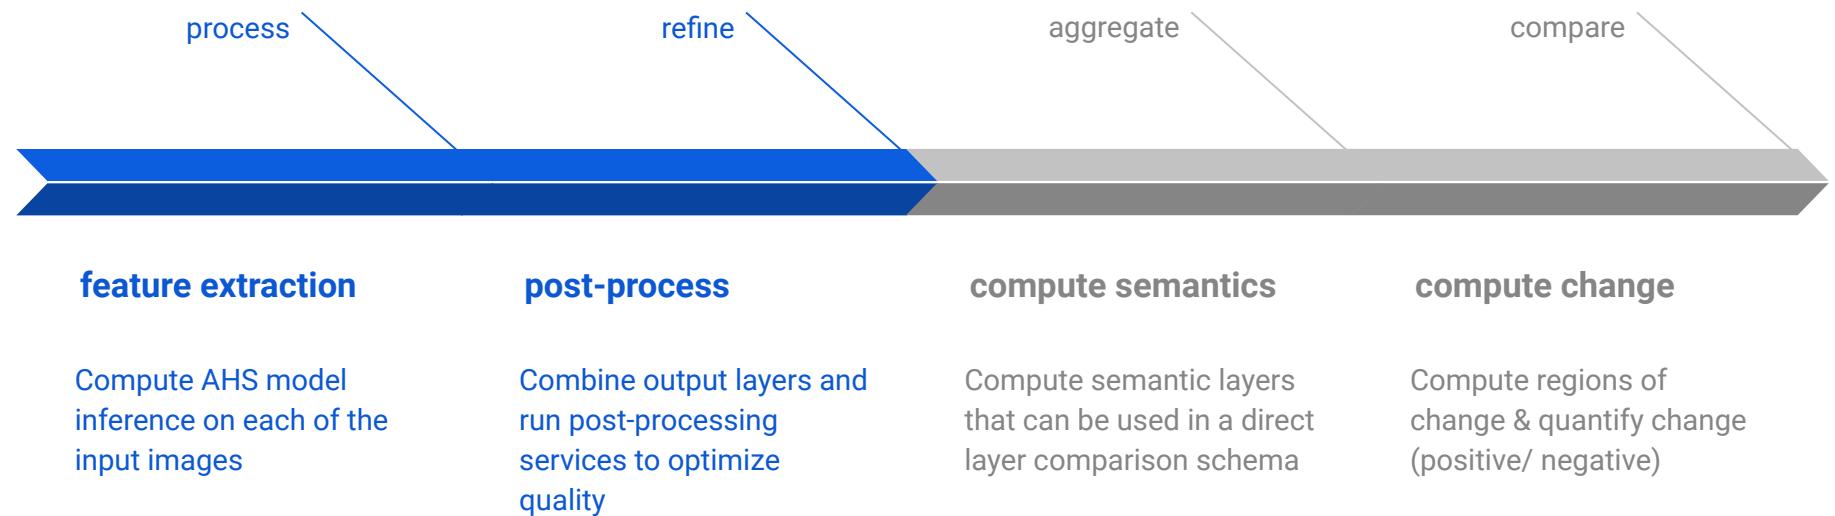 process
refine
aggregate
compare
feature extraction
post-process
compute semantics
compute change
Compute AHS model
inference on each of the
input images
Combine output layers and
run post-processing
services to optimize
quality
Compute semantic layers
that can be used in a direct
layer comparison schema
Compute regions of
change & quantify change
(positive/ negative)